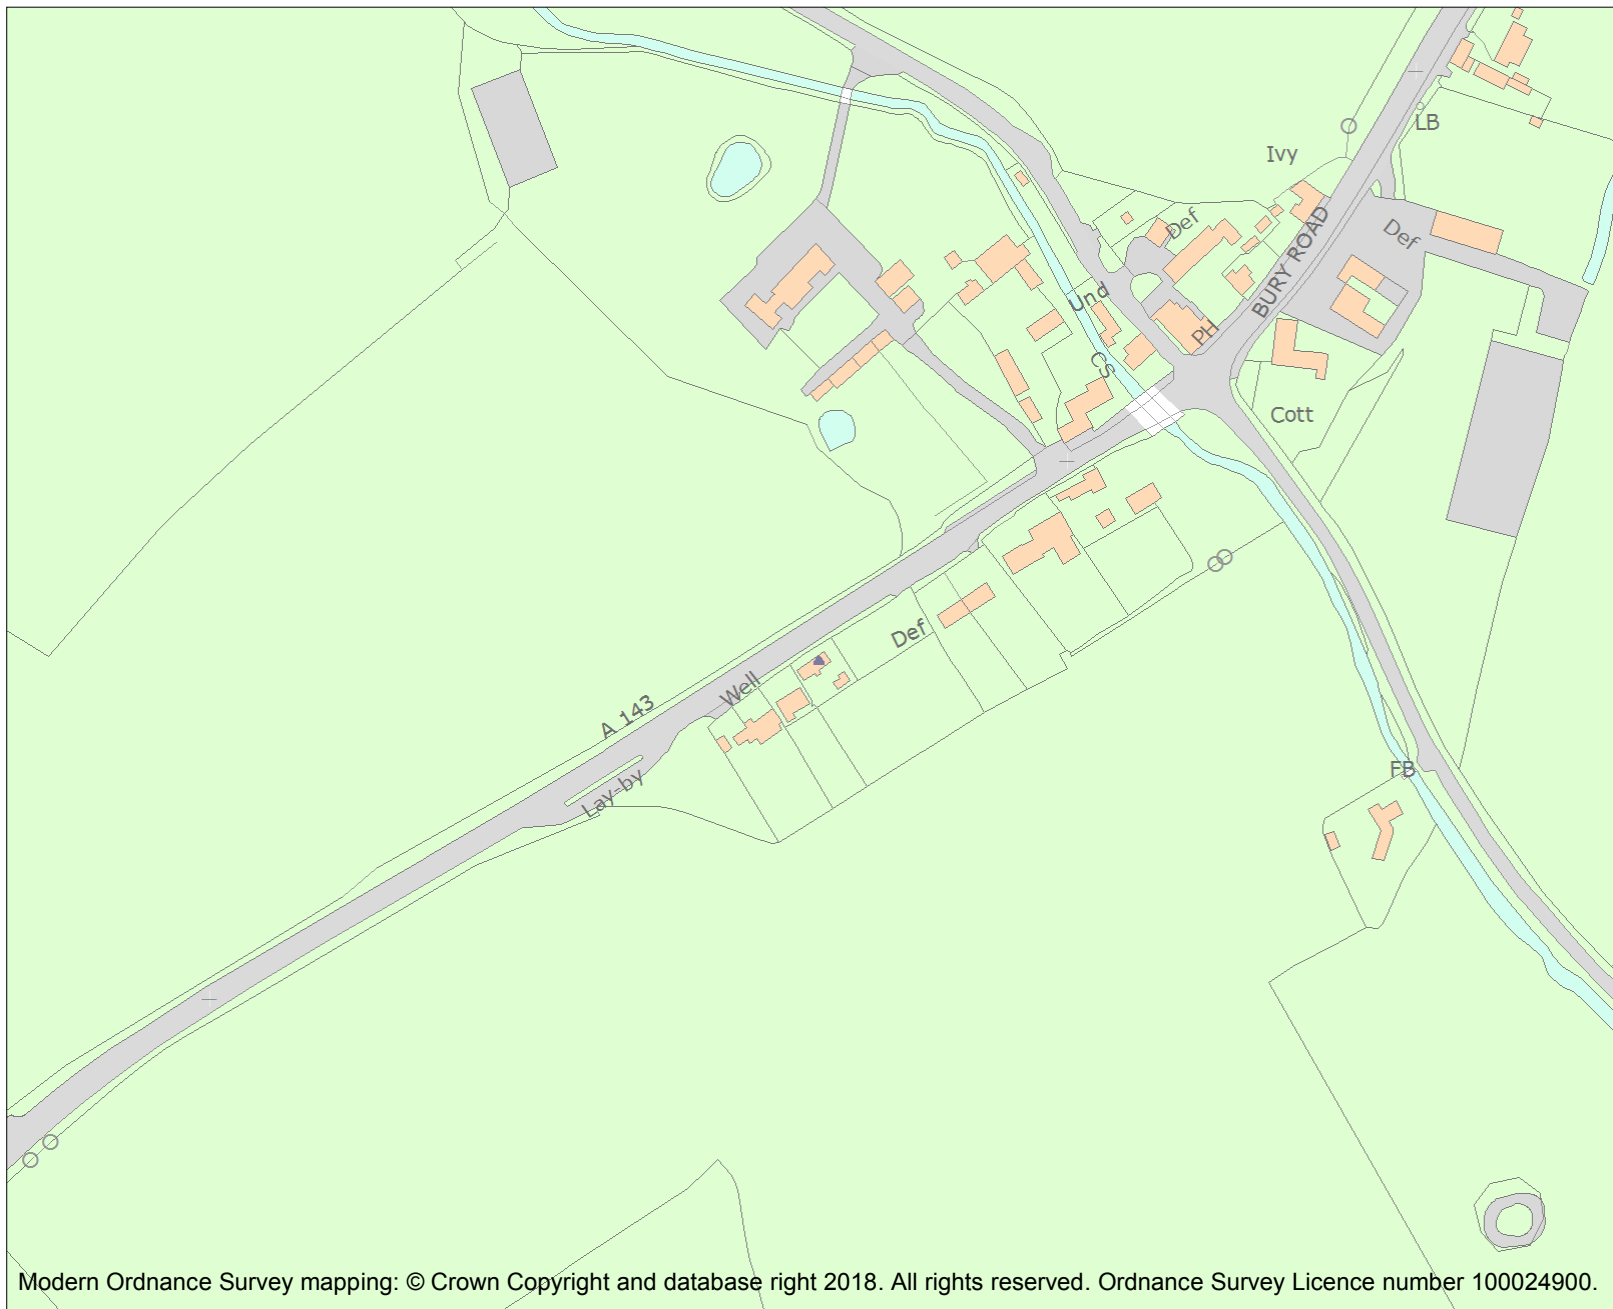 LB
Ivy
Def
BURY ROAD
Def
Und
PH
CS
Cott
Def
Well
A 143
Lay-by
FB
Modern Ordnance Survey mapping: © Crown Copyright and database right 2018. All rights reserved. Ordnance Survey Licence number 100024900.